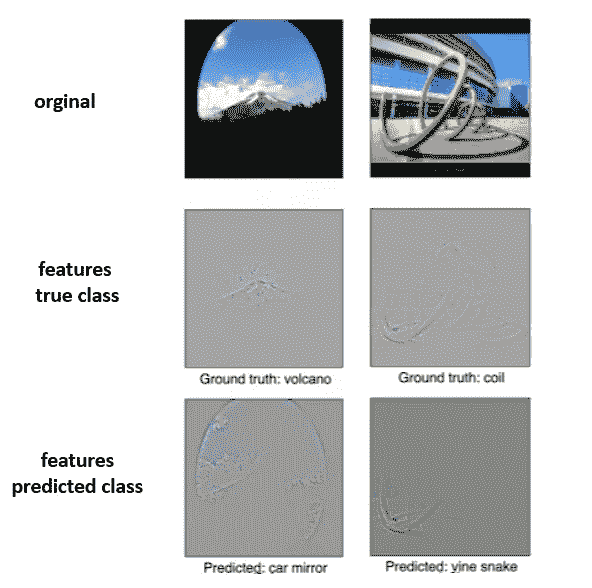 orginal
features
true class
Ground truth: volcano
Ground truth: coil
features
predicted class
Predicted: car mirror
Predicted: vine snake